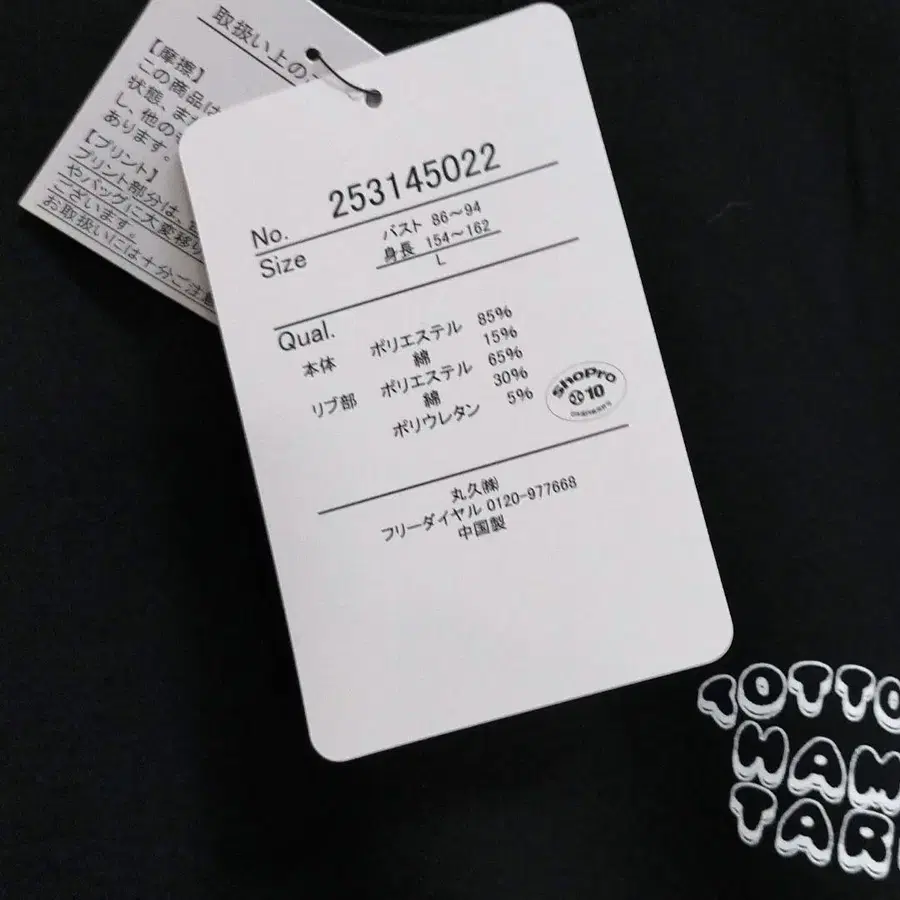 取扱い上の
【摩擦】
この商品は
状態、また
し、他の
あります。
【プリント】
プリント部分は、
やバッグに大変移
ございます。
お取扱いには十分ご注意
No. 253145022
Size バスト 86～94
身長 154～162
L
Qual.
本体 ポリエステル 85%
綿 15%
リブ部 ポリエステル 65%
綿 30%
ポリウレタン 5%
ShoPro
10
丸久㈱
フリーダイヤル 0120-977668
中国製
TOTTO
HAM
TAR